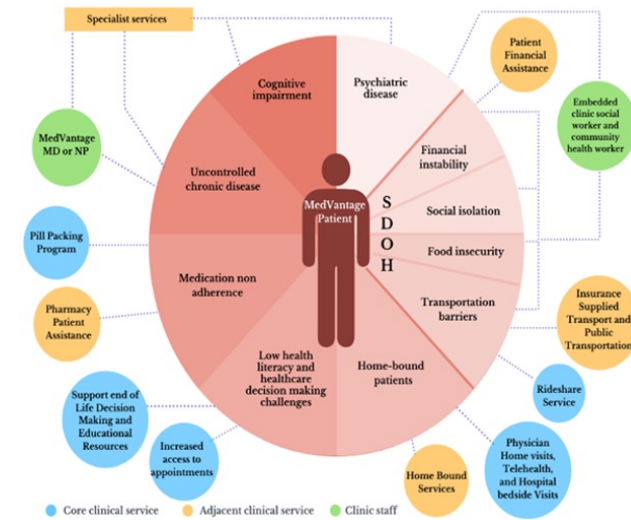 Specialist services
Cognitive
impairment
Psychiatric
disease
Patient
Financial
Assistance
Embedded
clinic social
worker and
community
health worker
MedVantage
MD or NP
Uncontrolled
chronic disease
Financial
instability
MedVantage
Patient
S
D
O
H
Social isolation
Pill Packing
Program
Food insecurity
Medication non
adherence
Transportation
barriers
Insurance
Supplied
Transport and
Public
Transportation
Pharmacy
Patient
Assistance
Low health
literacy and
healthcare
decision making
challenges
Home-bound
patients
Rideshare
Service
Support end of
Life Decision
Making and
Educational
Resources
Increased
access to
appointments
Home Bound
Services
Physician
Home visits,
Telehealth,
and Hospital
bedside Visits
Core clinical service
Adjacent clinical service
Clinic staff